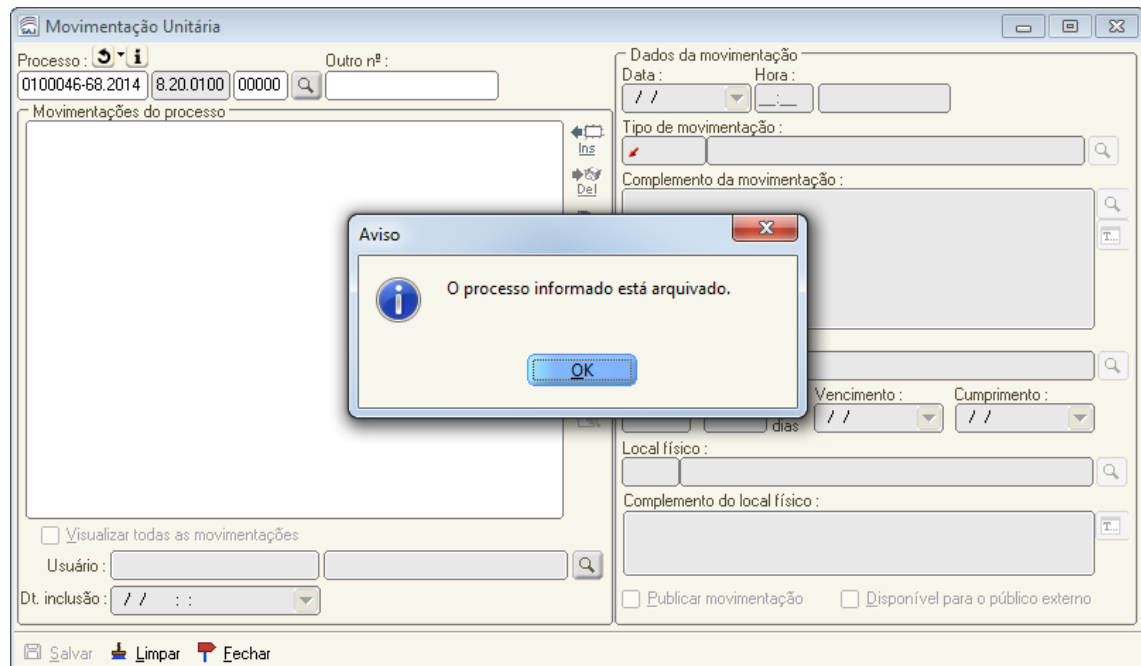 Movimentação Unitária
Processo :
Outro nº :
0100046-68.2014 8.20.0100 00000
Movimentações do processo
Ins
Del
Visualizar todas as movimentações
Usuário :
Dt. inclusão : / / : :
Dados da movimentação
Data : Hora :
/ / __:__
Tipo de movimentação :
Complemento da movimentação :
T...
Aviso
O processo informado está arquivado.
OK
Vencimento : Cumprimento :
dias / / / /
Local físico :
Complemento do local físico :
T...
Publicar movimentação Disponível para o público externo
Salvar Limpar Fechar